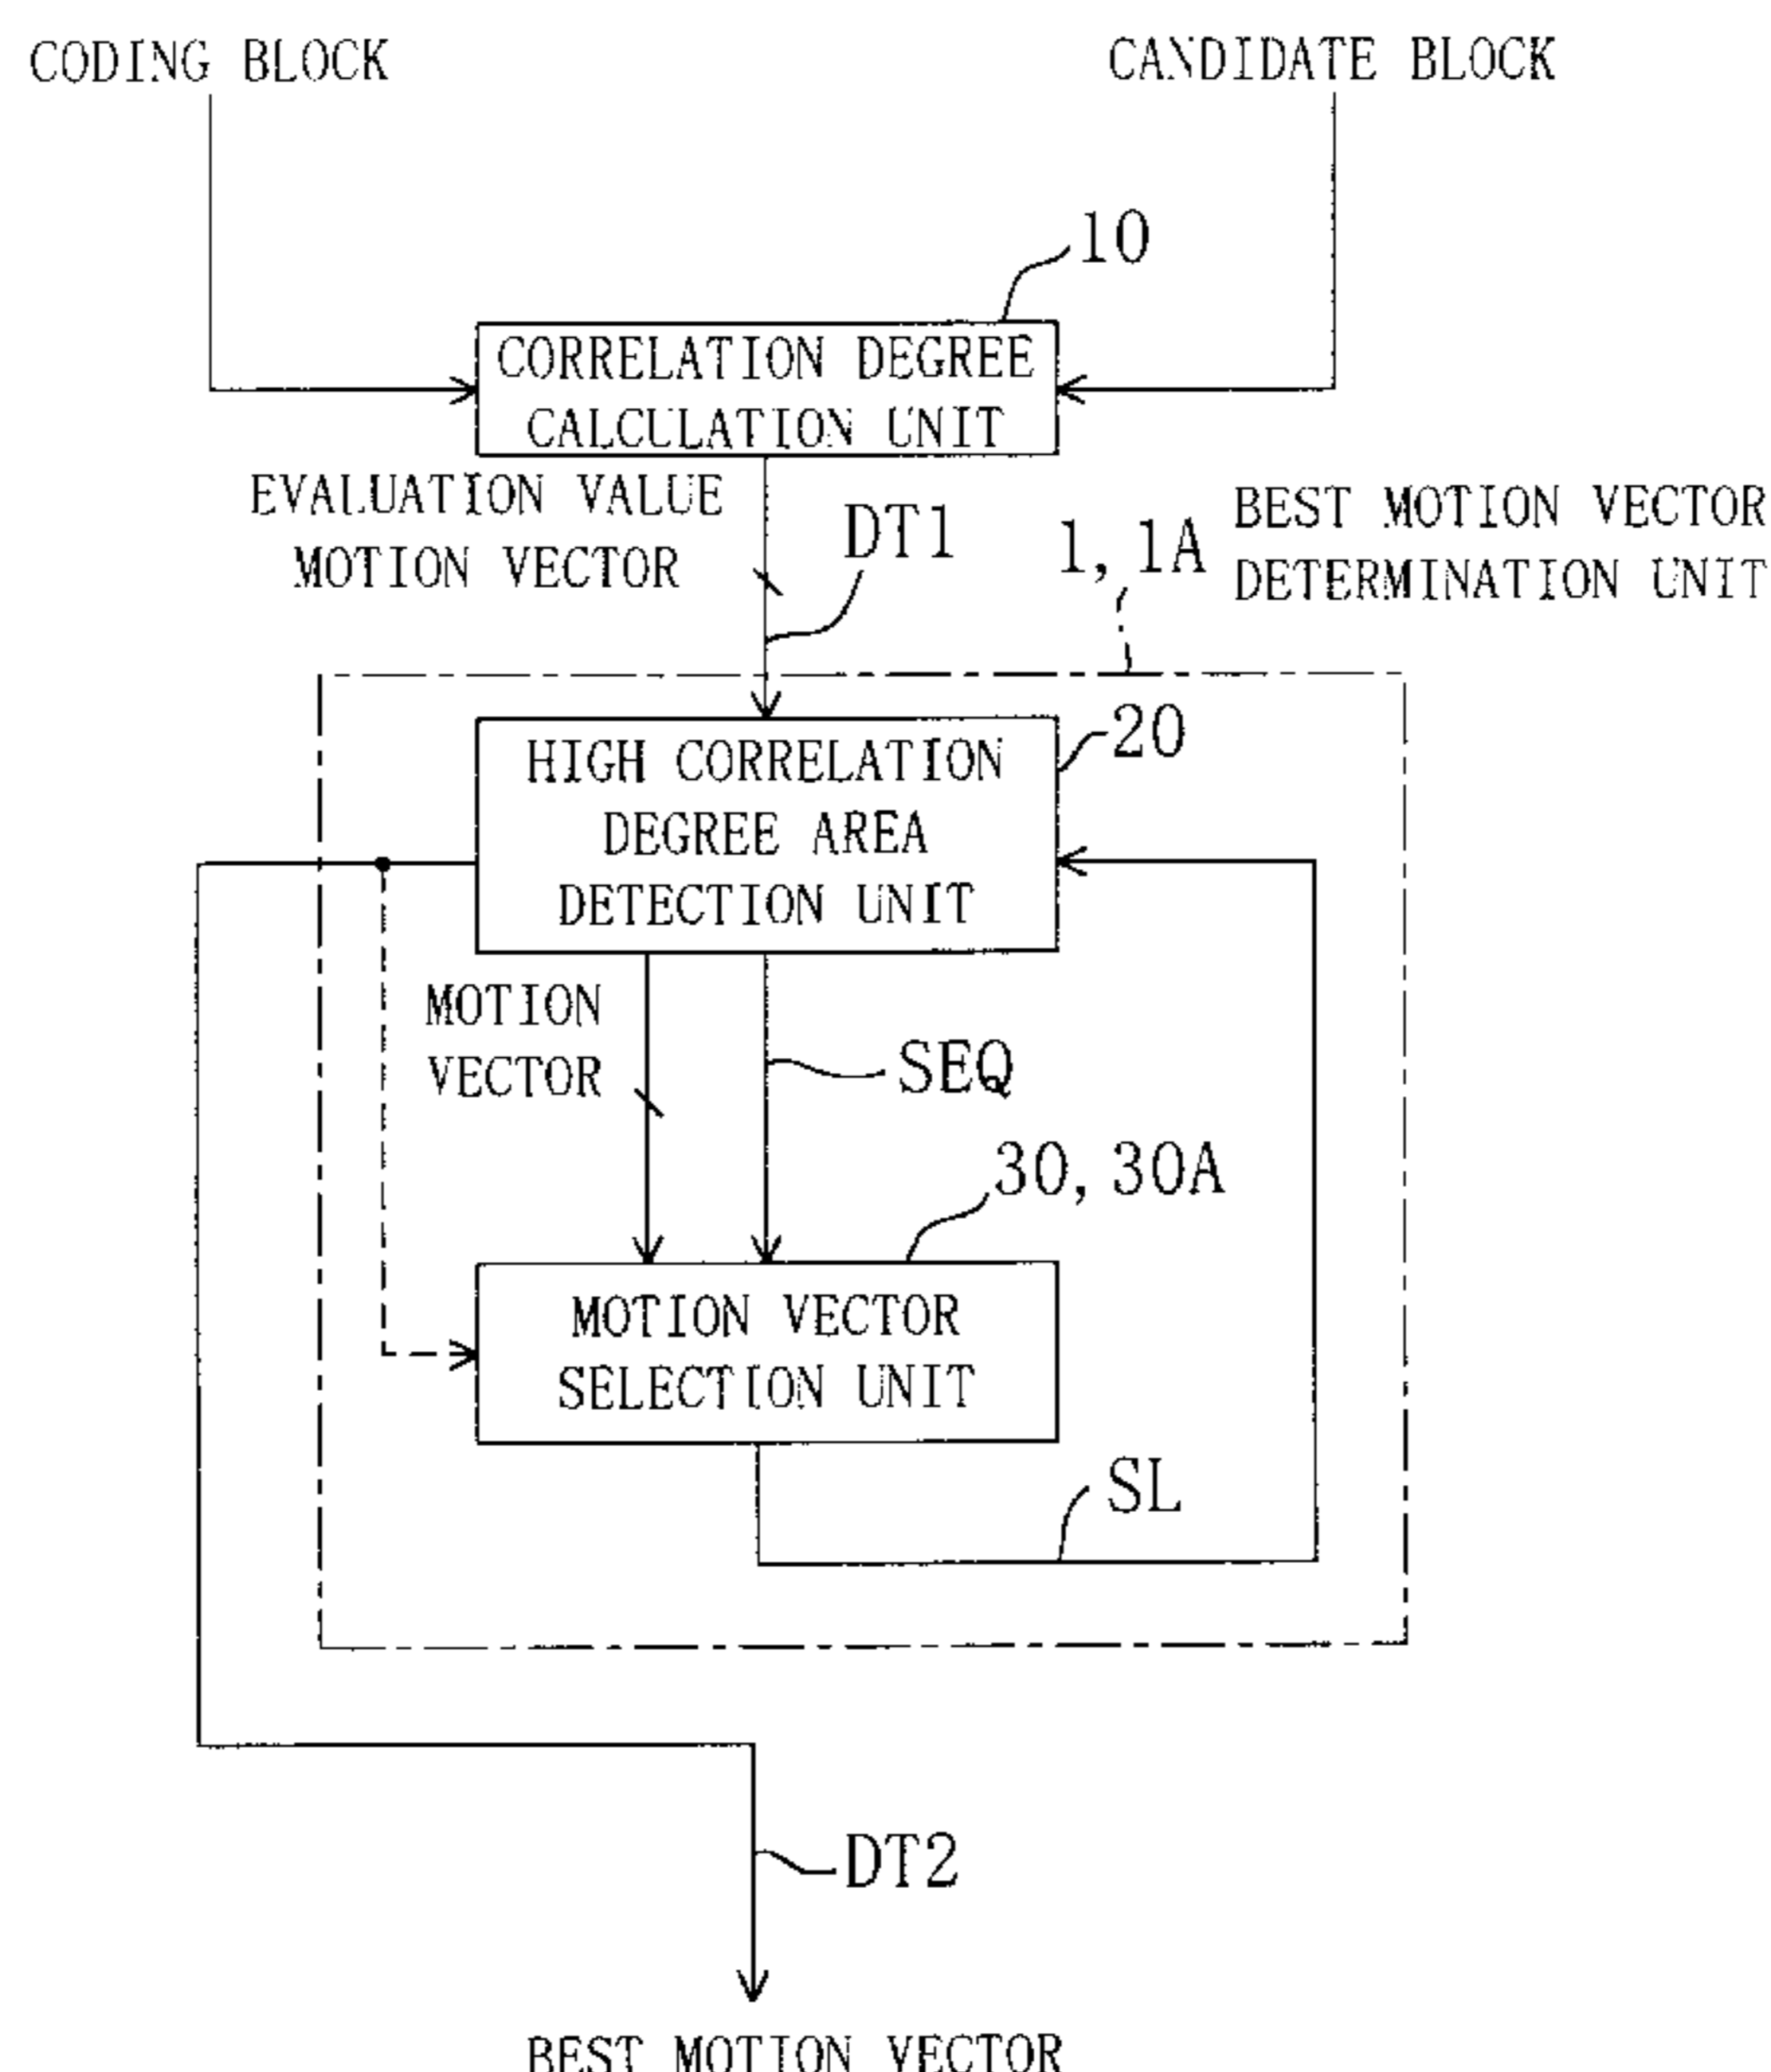 CODING BLOCK
CANDIDATE BLOCK
10
CORRELATION DEGREE
CALCULATION UNIT
EVALUATION VALUE
MOTION VECTOR
DT1
1, 1A
BEST MOTION VECTOR
DETERMINATION UNIT
20
HIGH CORRELATION
DEGREE AREA
DETECTION UNIT
MOTION
VECTOR
SEQ
30, 30A
MOTION VECTOR
SELECTION UNIT
SL
DT2
BEST MOTION VECTOR